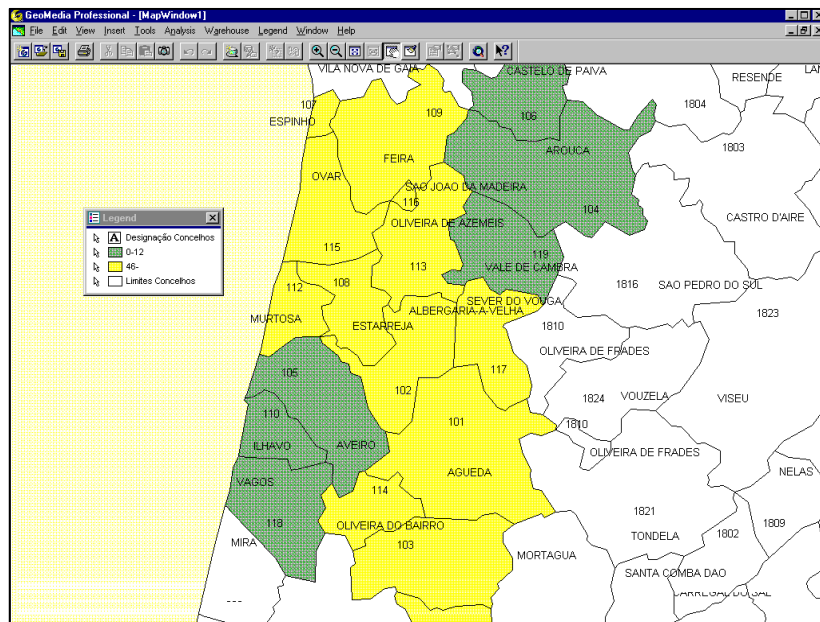 GeoMedia Professional - [MapWindow1]
File Edit View Insert Tools Analysis Warehouse Legend Window Help
VILA NOVA DE GAIA
CASTELO DE PAIVA
RESENDE
107
109
106
1804
ESPINHO
1803
FEIRA
AROUCA
OVAR
SAO JOAO DA MADEIRA
116
104
CASTRO D'AIRE
OLIVEIRA DE AZEMEIS
Legend
A Designação Concelhos
0-12
46-
Limites Concelhos
115
119
113
VALE DE CAMBRA
108
112
1816
SAO PEDRO DO SUL
SEVER DO VOUGA
ALBERGARIA-A-VELHA
1823
MURTOSA
ESTARREJA
1810
OLIVEIRA DE FRADES
105
117
102
1824
VOUZELA
VISEU
110
101
1810
ILHAVO
AVEIRO
OLIVEIRA DE FRADES
AGUEDA
NELAS
VAGOS
114
1821
118
OLIVEIRA DO BAIRRO
1809
MIRA
103
TONDELA
1802
MORTAGUA
SANTA COMBA DAO
CARREGAL DO SAL
---